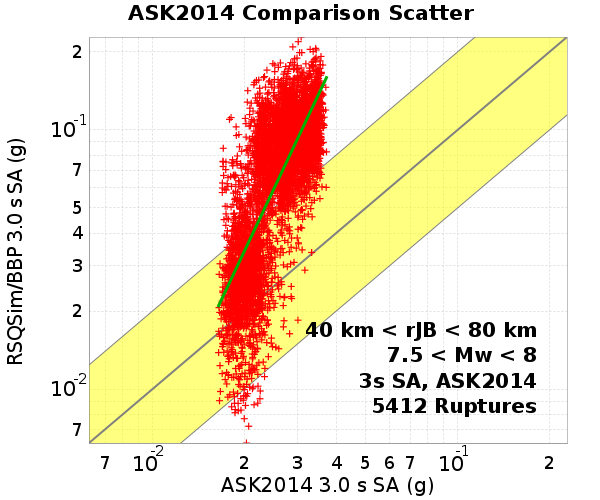 ASK2014 Comparison Scatter
RSQSim/BBP 3.0 s SA (g)
2
10^-1
7
5
4
3
2
10^-2
7
40 km < rJB < 80 km
7.5 < Mw < 8
3s SA, ASK2014
5412 Ruptures
7 10^-2 2 3 4 5 6 7 10^-1 2
ASK2014 3.0 s SA (g)